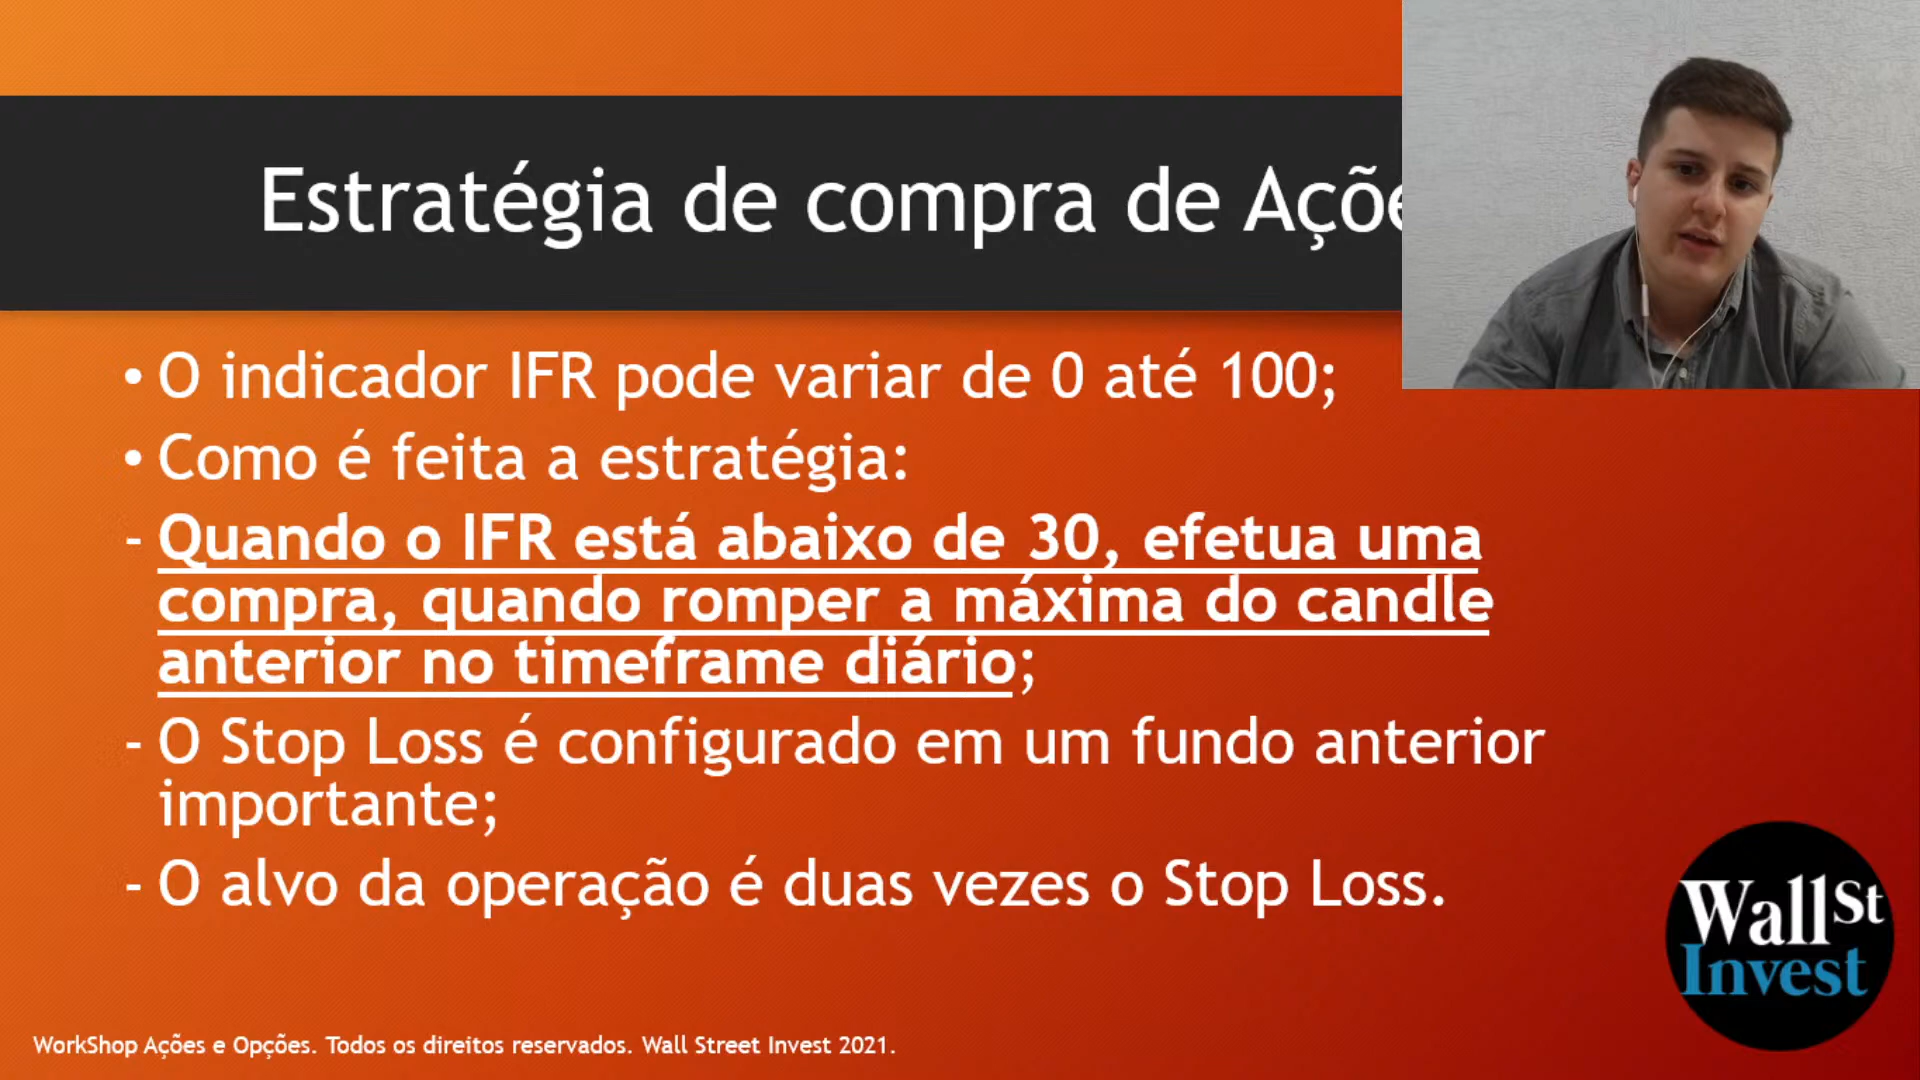 Estratégia de compra de Açõe
• O indicador IFR pode variar de 0 até 100;
• Como é feita a estratégia:
- Quando o IFR está abaixo de 30, efetua uma
compra, quando romper a máxima do candle
anterior no timeframe diário;
- O Stop Loss é configurado em um fundo anterior
importante;
- O alvo da operação é duas vezes o Stop Loss.
Wall St
Invest
WorkShop Ações e Opções. Todos os direitos reservados. Wall Street Invest 2021.